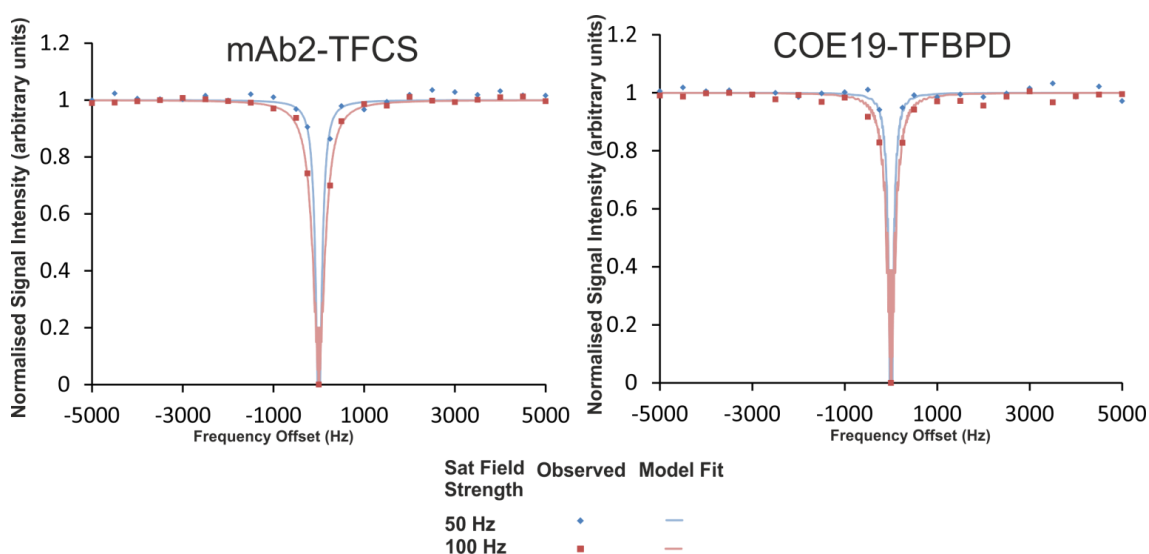 mAb2-TFCS
Normalised Signal Intensity (arbitrary units)
1.2
1
0.8
0.6
0.4
0.2
0
-5000 -3000 -1000 1000 3000 5000
Frequency Offset (Hz)
COE19-TFBPD
Normalised Signal Intensity (arbitrary units)
1.2
1
0.8
0.6
0.4
0.2
0
-5000 -3000 -1000 1000 3000 5000
Frequency Offset (Hz)
Sat Field Observed Model Fit
Strength
50 Hz
100 Hz